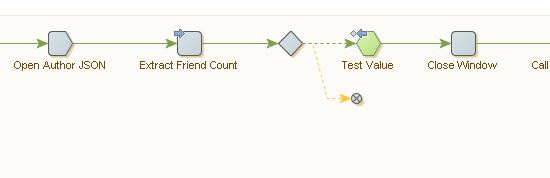 Open Author JSON
Extract Friend Count
Test Value
Close Window
Call